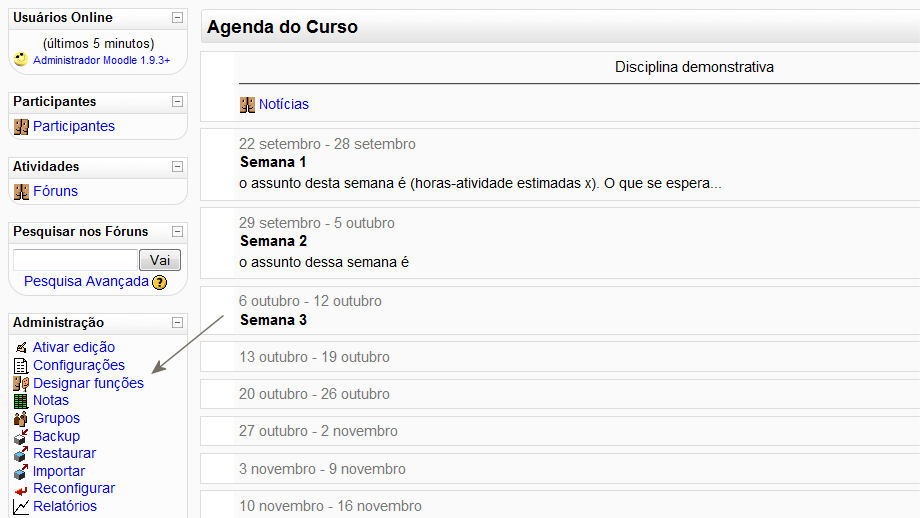 Usuários Online
(últimos 5 minutos)
Administrador Moodle 1.9.3+
Participantes
Participantes
Atividades
Fóruns
Pesquisar nos Fóruns
Vai
Pesquisa Avançada
Administração
Ativar edição
Configurações
Designar funções
Notas
Grupos
Backup
Restaurar
Importar
Reconfigurar
Relatórios
Agenda do Curso
Disciplina demonstrativa
Notícias
22 setembro - 28 setembro
Semana 1
o assunto desta semana é (horas-atividade estimadas x). O que se espera...
29 setembro - 5 outubro
Semana 2
o assunto dessa semana é
6 outubro - 12 outubro
Semana 3
13 outubro - 19 outubro
20 outubro - 26 outubro
27 outubro - 2 novembro
3 novembro - 9 novembro
10 novembro - 16 novembro